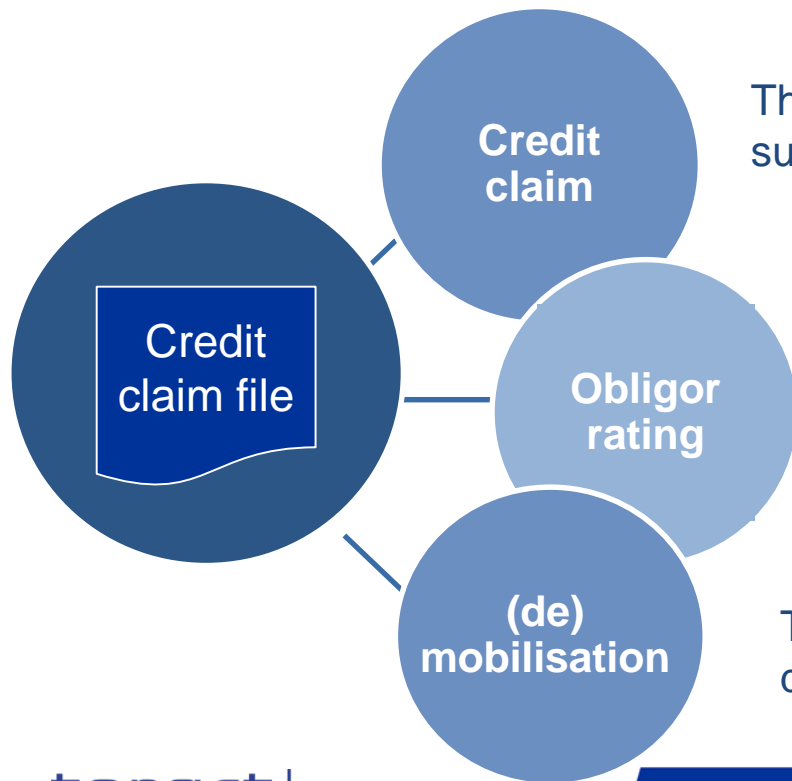 Credit
claim
Credit
claim file
Obligor
rating
(de)
mobilisation